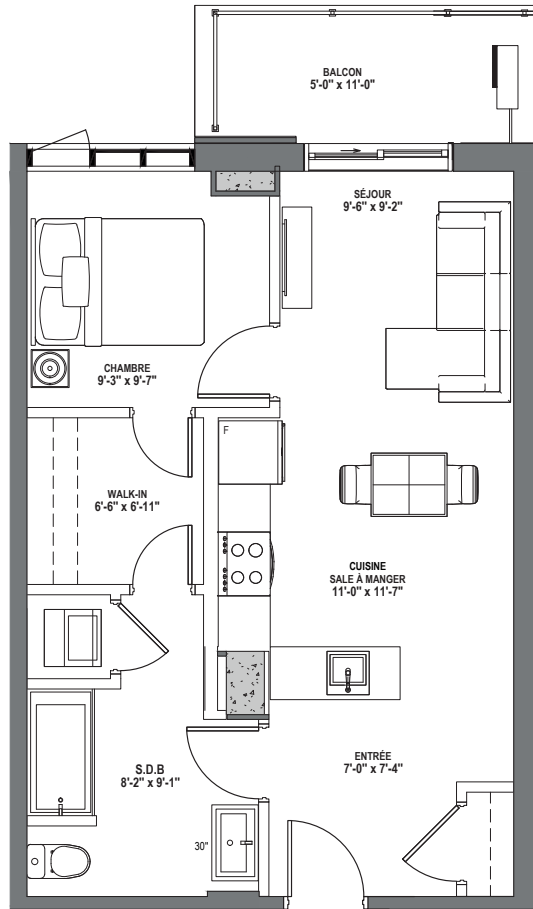 BALCON
5'-0" x 11'-0"
SÉJOUR
9'-6" x 9'-2"
CHAMBRE
9'-3" x 9'-7"
F
WALK-IN
6'-6" x 6'-11"
CUISINE
SALE À MANGER
11'-0" x 11'-7"
ENTRÉE
7'-0" x 7'-4"
S.D.B
8'-2" x 9'-1"
30"